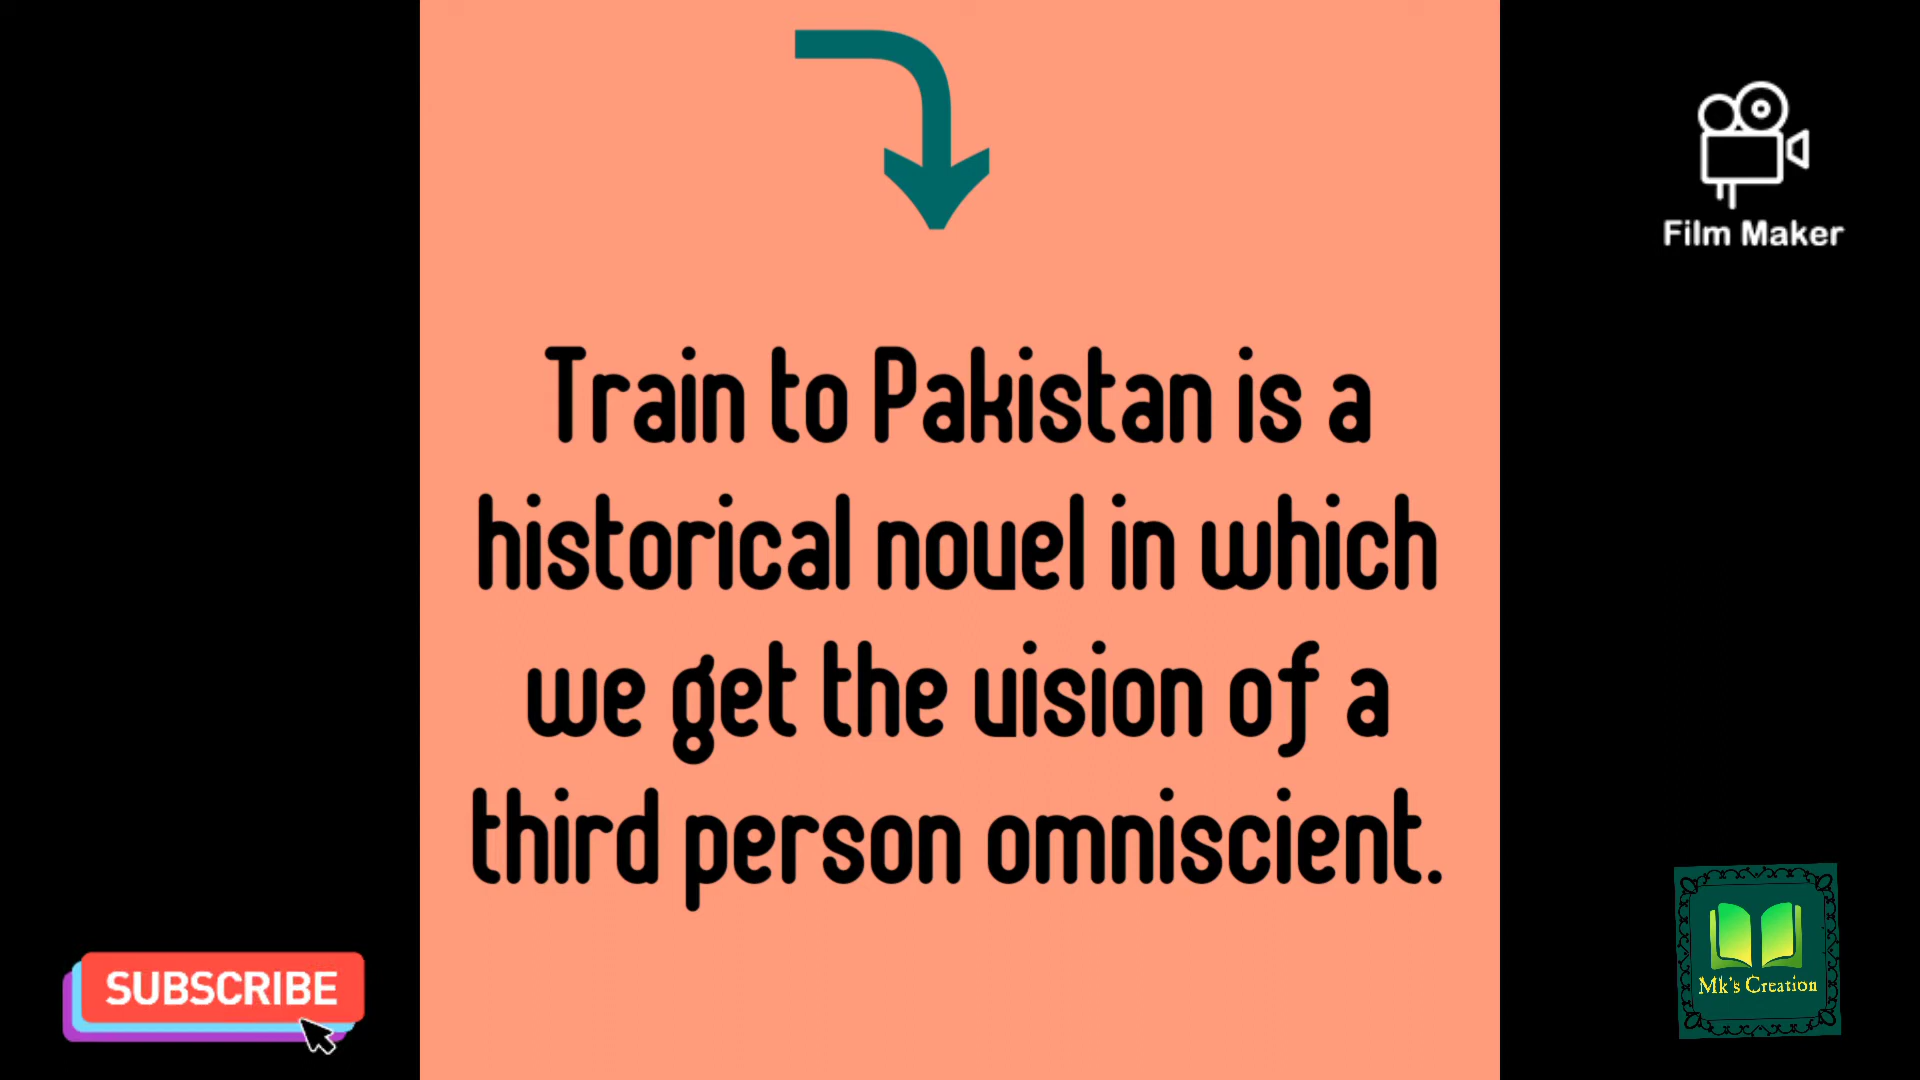 Film Maker
Train to Pakistan is a
historical novel in which
we get the vision of a
third person omniscient.
SUBSCRIBE
Mk's Creation